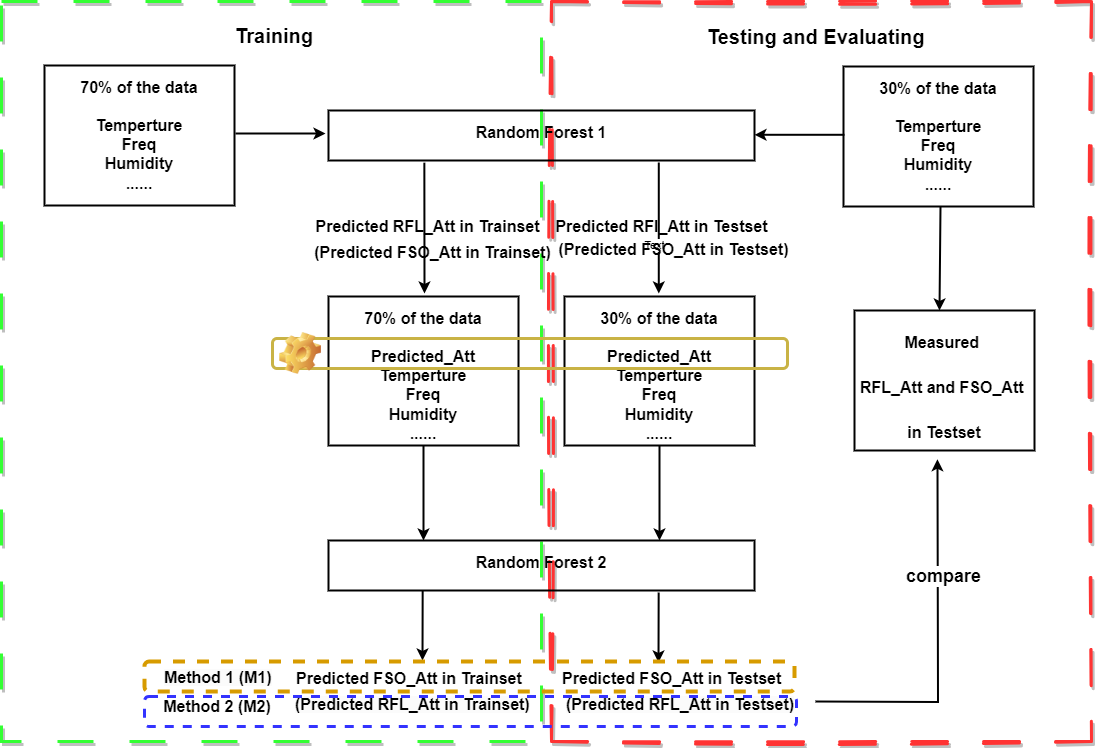 Training
Testing and Evaluating
70% of the data
Temperture
Freq
Humidity
......
Random Forest 1
30% of the data
Temperture
Freq
Humidity
......
Predicted RFL_Att in Trainset
(Predicted FSO_Att in Trainset)
Predicted RFL_Att in Testset
Text
(Predicted FSO_Att in Testset)
70% of the data
Predicted_Att
Temperture
Freq
Humidity
......
30% of the data
Predicted_Att
Temperture
Freq
Humidity
......
Measured
RFL_Att and FSO_Att
in Testset
Random Forest 2
compare
Method 1 (M1)
Predicted FSO_Att in Trainset
Predicted FSO_Att in Testset
Method 2 (M2)
(Predicted RFL_Att in Trainset)
(Predicted RFL_Att in Testset)